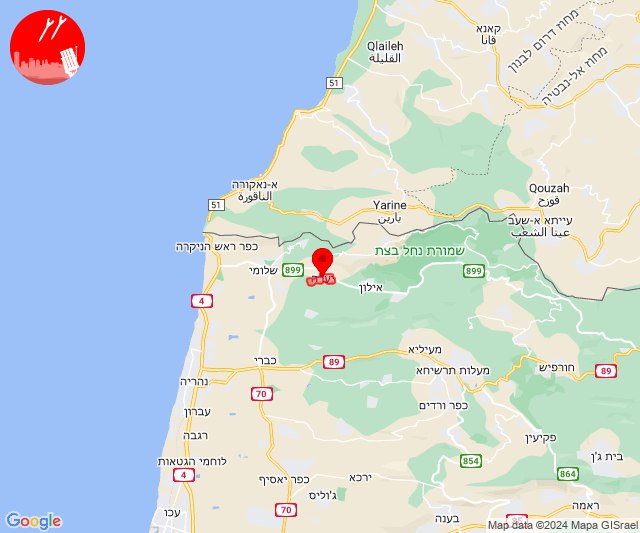 Qlaileh
القليلة
קאנא
قانا
מחוז דרום לבנון
מחוז אל-נבטיה
51
א-נאקורה
الناقورة
51
Yarine
يارين
Qouzah
قوزح
עייתא א-שעב
عيتا الشعب
כפר ראש הניקרה
שמורת נחל בצת
899
שלומי
899
אילון
4
כברי
89
מעיליא
89
חורפיש
נהריה
70
מעלות תרשיחא
עברון
כפר ורדים
רגבה
פקיעין
בית ג'ן
לוחמי הגטאות
854
4
ירכא
864
כפר יאסיף
ג'וליס
ראמה
עכו
70
בענה
85
Google
Map data ©2024 Mapa GISrael